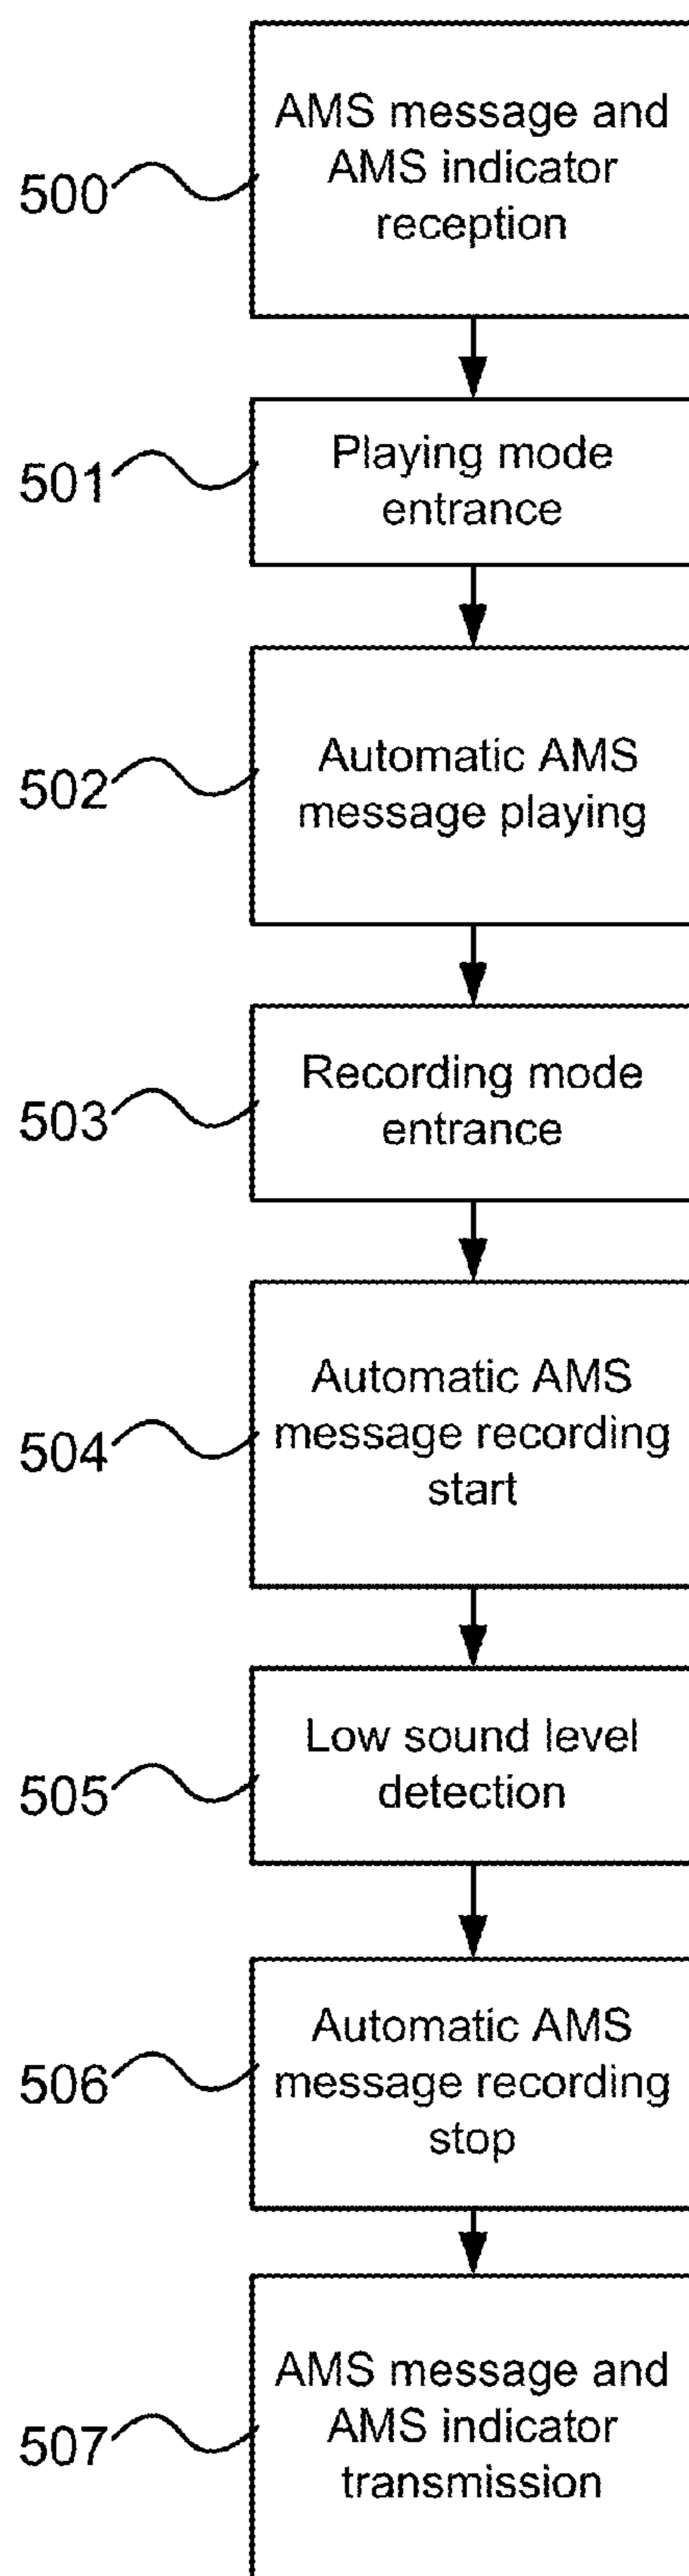 AMS message and
AMS indicator
reception
500
Playing mode
entrance
501
Automatic AMS
message playing
502
Recording mode
entrance
503
Automatic AMS
message recording
start
504
Low sound level
detection
505
Automatic AMS
message recording
stop
506
AMS message and
AMS indicator
transmission
507